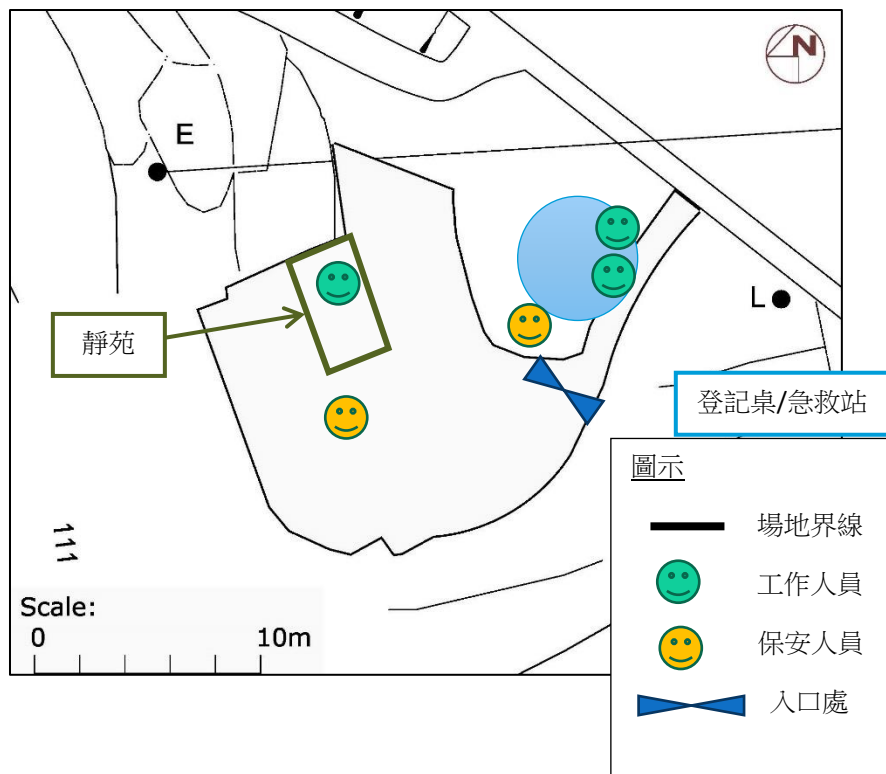 N
E
靜苑
L
登記桌/急救站
圖示
場地界線
工作人員
保安人員
入口處
111
Scale:
0 10m